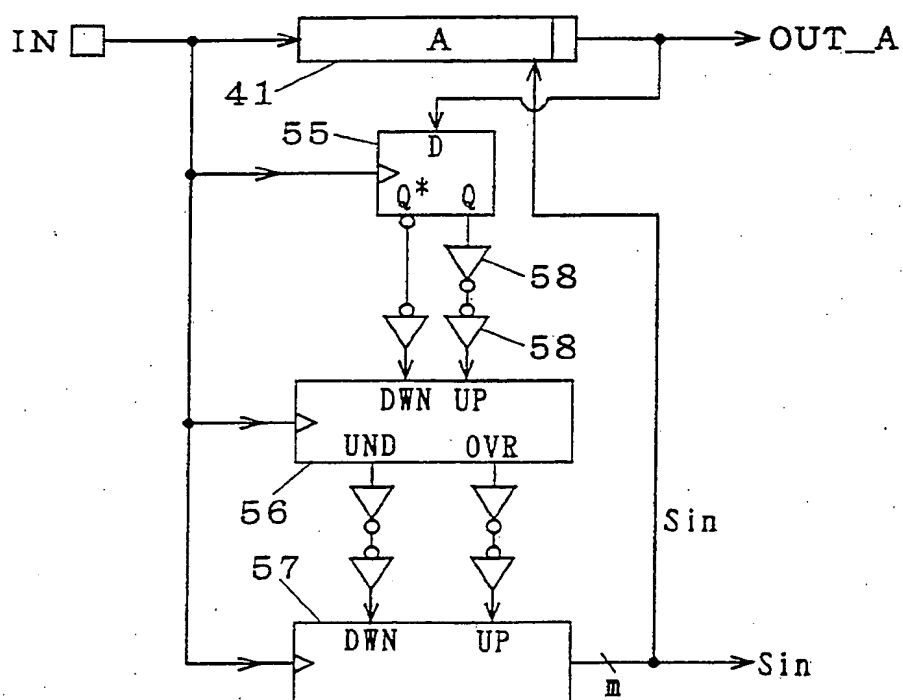 IN
A
OUT_A
41
55
D
Q* Q
58
58
DWN UP
UND OVR
56
Sin
57
DWN UP
Sin
m